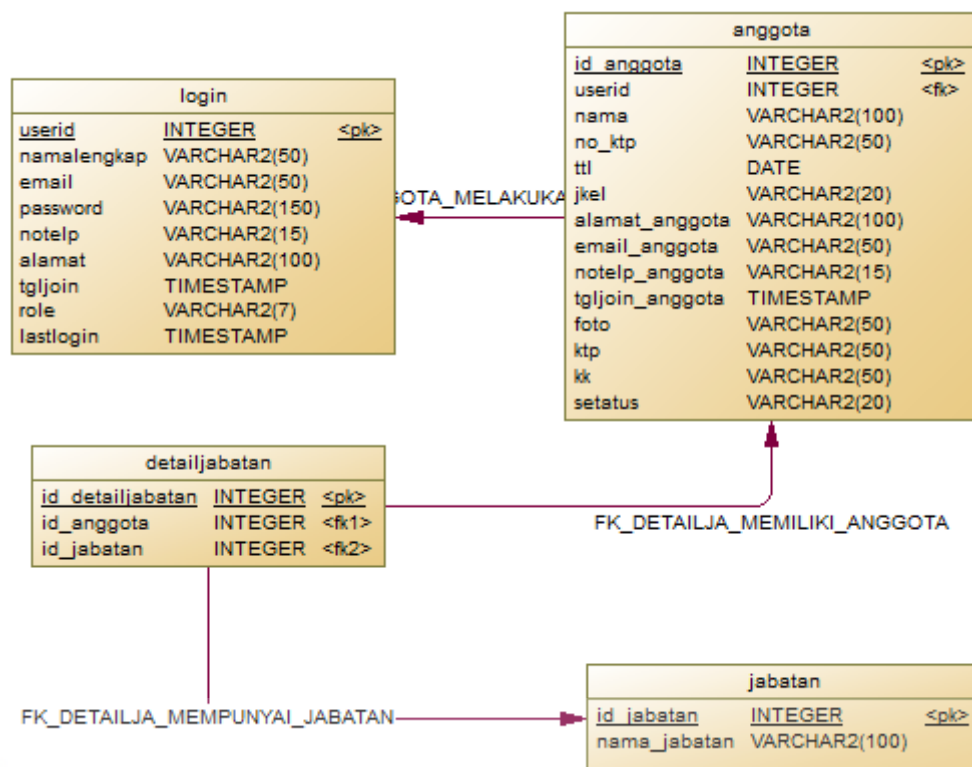 login
userid INTEGER <pk>
namalengkap VARCHAR2(50)
email VARCHAR2(50)
password VARCHAR2(150)
notelp VARCHAR2(15)
alamat VARCHAR2(100)
tgljoin TIMESTAMP
role VARCHAR2(7)
lastlogin TIMESTAMP
GOTA_MELAKUKA
anggota
id_anggota INTEGER <pk>
userid INTEGER <fk>
nama VARCHAR2(100)
no_ktp VARCHAR2(50)
ttl DATE
jkel VARCHAR2(20)
alamat_anggota VARCHAR2(100)
email_anggota VARCHAR2(50)
notelp_anggota VARCHAR2(15)
tgljoin_anggota TIMESTAMP
foto VARCHAR2(50)
ktp VARCHAR2(50)
kk VARCHAR2(50)
setatus VARCHAR2(20)
detailjabatan
id_detailjabatan INTEGER <pk>
id_anggota INTEGER <fk1>
id_jabatan INTEGER <fk2>
FK_DETAILJA_MEMILIKI_ANGGOTA
FK_DETAILJA_MEMPUNYAI_JABATAN
jabatan
id_jabatan INTEGER <pk>
nama_jabatan VARCHAR2(100)